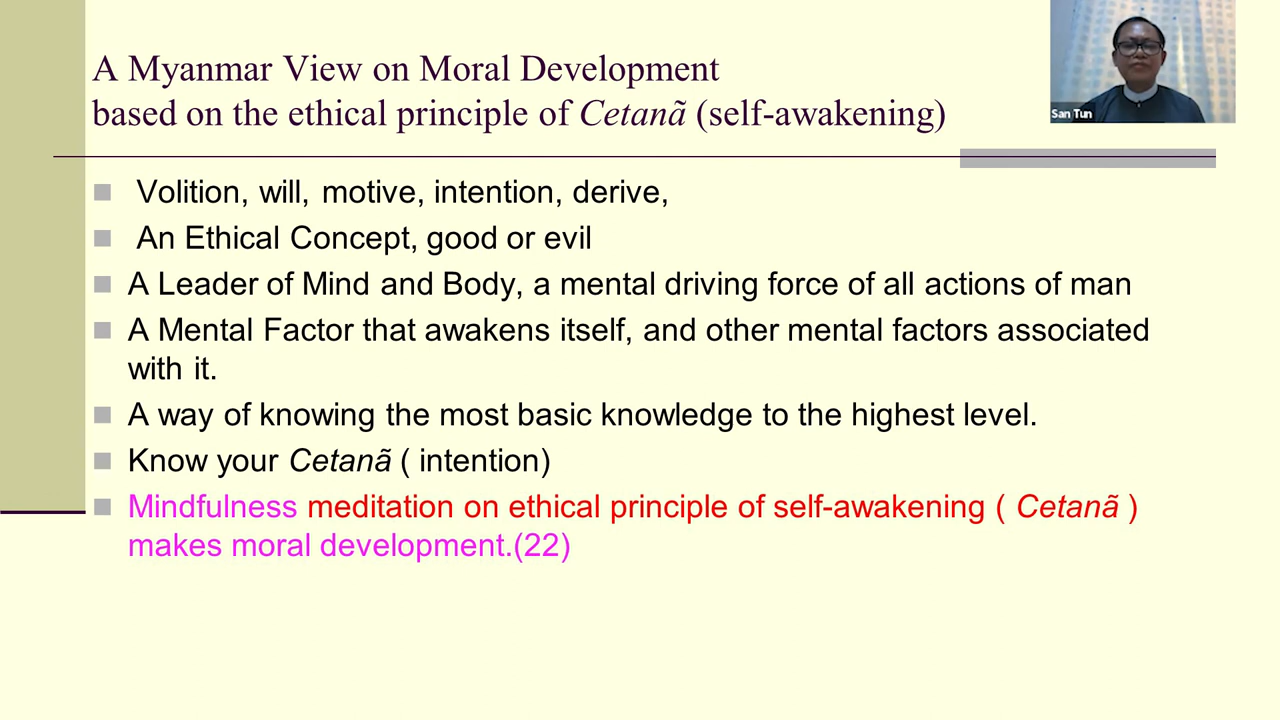 A Myanmar View on Moral Development
based on the ethical principle of Cetanã (self-awakening)
San Tun
Volition, will, motive, intention, derive,
An Ethical Concept, good or evil
A Leader of Mind and Body, a mental driving force of all actions of man
A Mental Factor that awakens itself, and other mental factors associated
with it.
A way of knowing the most basic knowledge to the highest level.
Know your Cetanã ( intention)
Mindfulness meditation on ethical principle of self-awakening ( Cetanã )
makes moral development.(22)